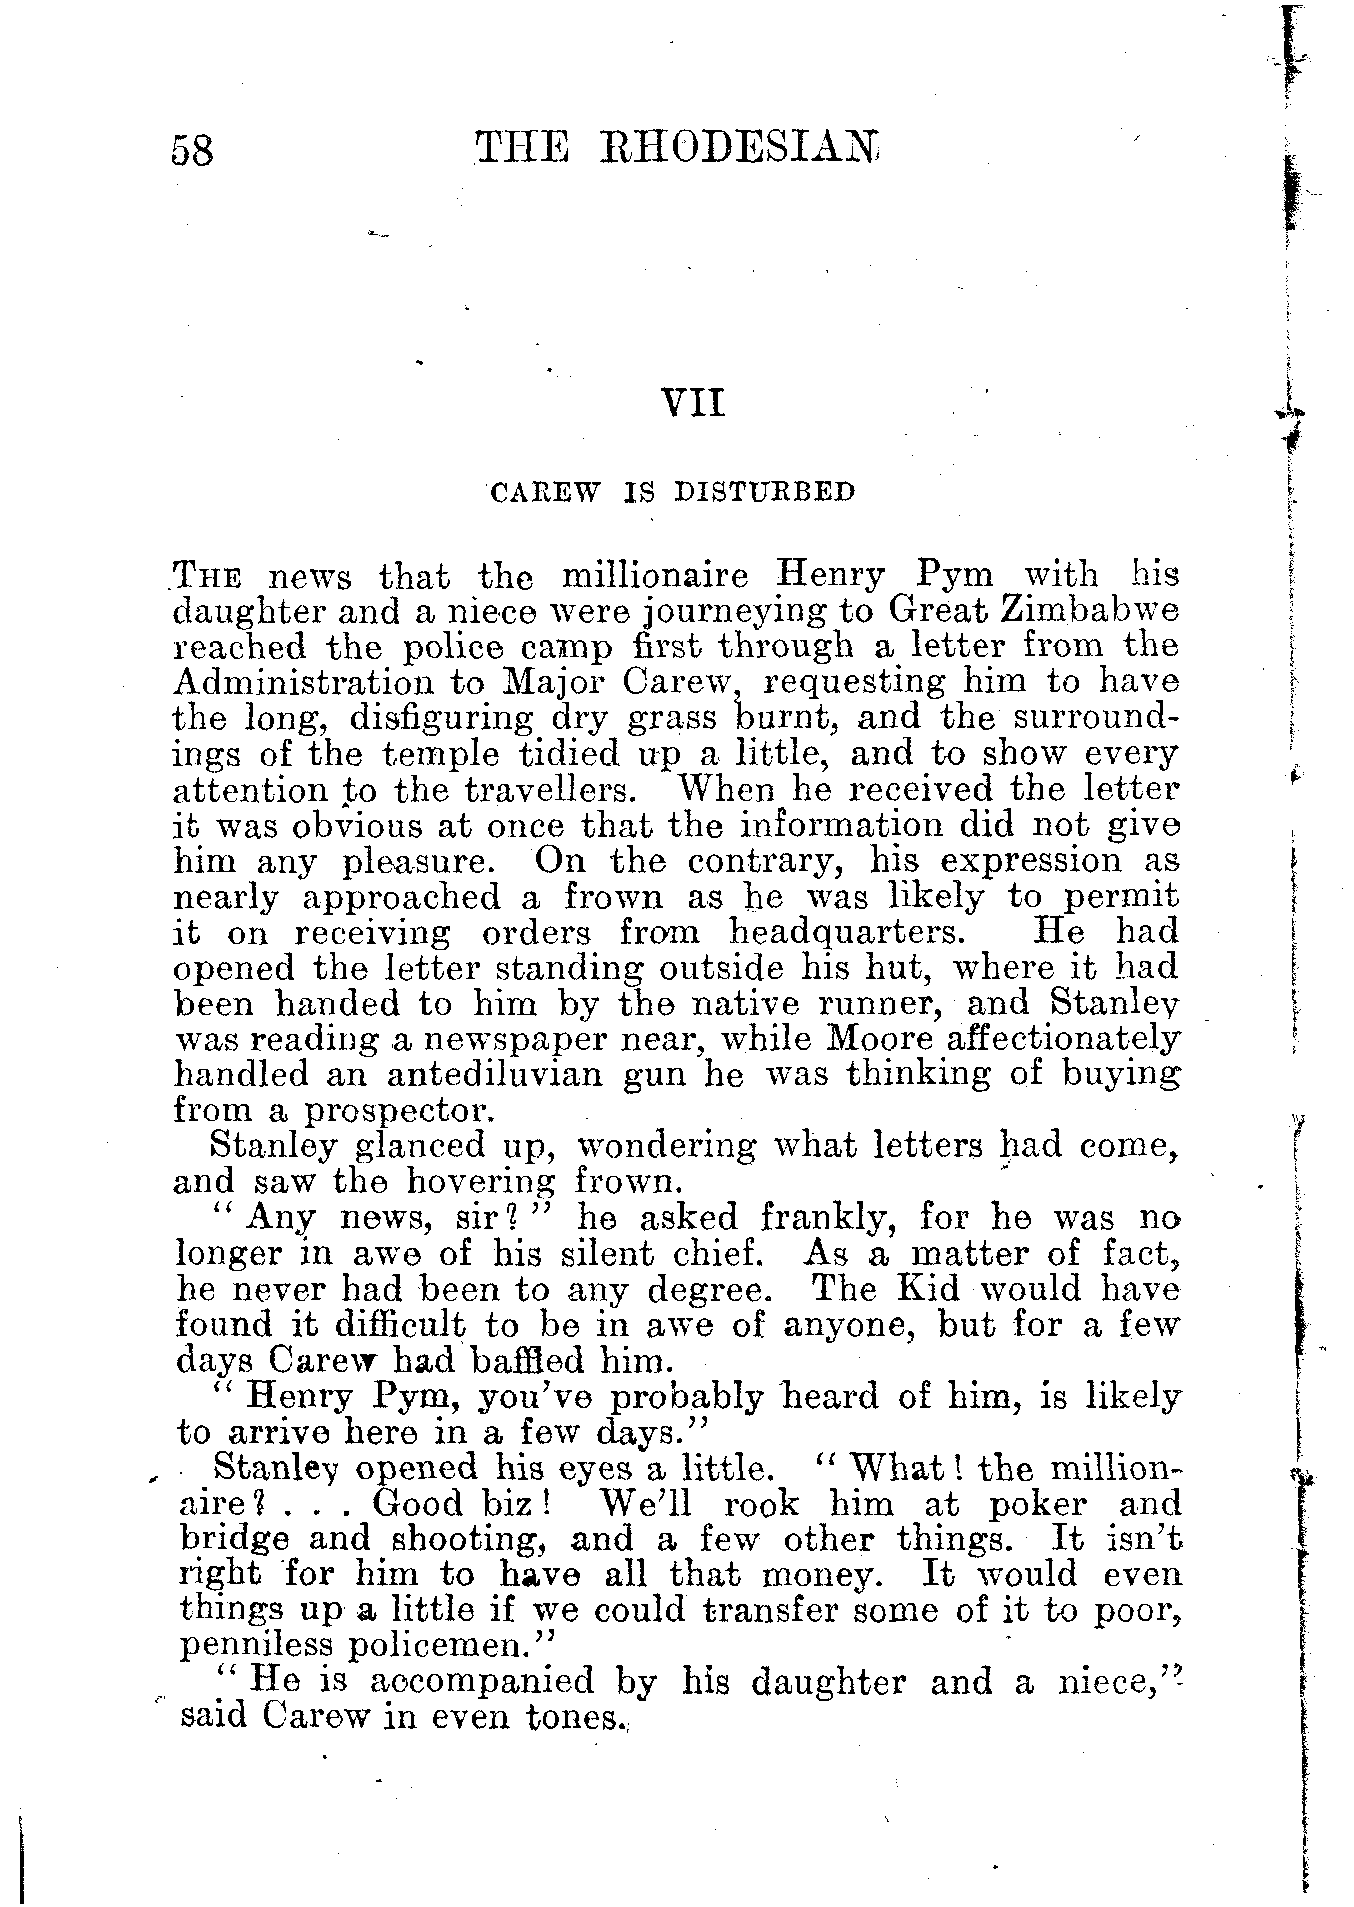 58 THE RHODESIAN
VII
CAREW IS DISTURBED
THE news that the millionaire Henry Pym with his
daughter and a niece were journeying to Great Zimbabwe
reached the police camp first through a letter from the
Administration to Major Carew, requesting him to have
the long, disfiguring dry grass burnt, and the surround-
ings of the temple tidied up a little, and to show every
attention to the travellers. When he received the letter
it was obvious at once that the information did not give
him any pleasure. On the contrary, his expression as
nearly approached a frown as he was likely to permit
it on receiving orders from headquarters. He had
opened the letter standing outside his hut, where it had
been handed to him by the native runner, and Stanley
was reading a newspaper near, while Moore affectionately
handled an antediluvian gun he was thinking of buying
from a prospector.
Stanley glanced up, wondering what letters had come,
and saw the hovering frown.
“ Any news, sir? ” he asked frankly, for he was no
longer in awe of his silent chief. As a matter of fact,
he never had been to any degree. The Kid would have
found it difficult to be in awe of anyone, but for a few
days Carew had baffled him.
“ Henry Pym, you’ve probably heard of him, is likely
to arrive here in a few days.”
Stanley opened his eyes a little. “ What! the million-
aire? . . . Good biz! We’ll rook him at poker and
bridge and shooting, and a few other things. It isn’t
right for him to have all that money. It would even
things up a little if we could transfer some of it to poor,
penniless policemen.”
“ He is accompanied by his daughter and a niece,”
said Carew in even tones.